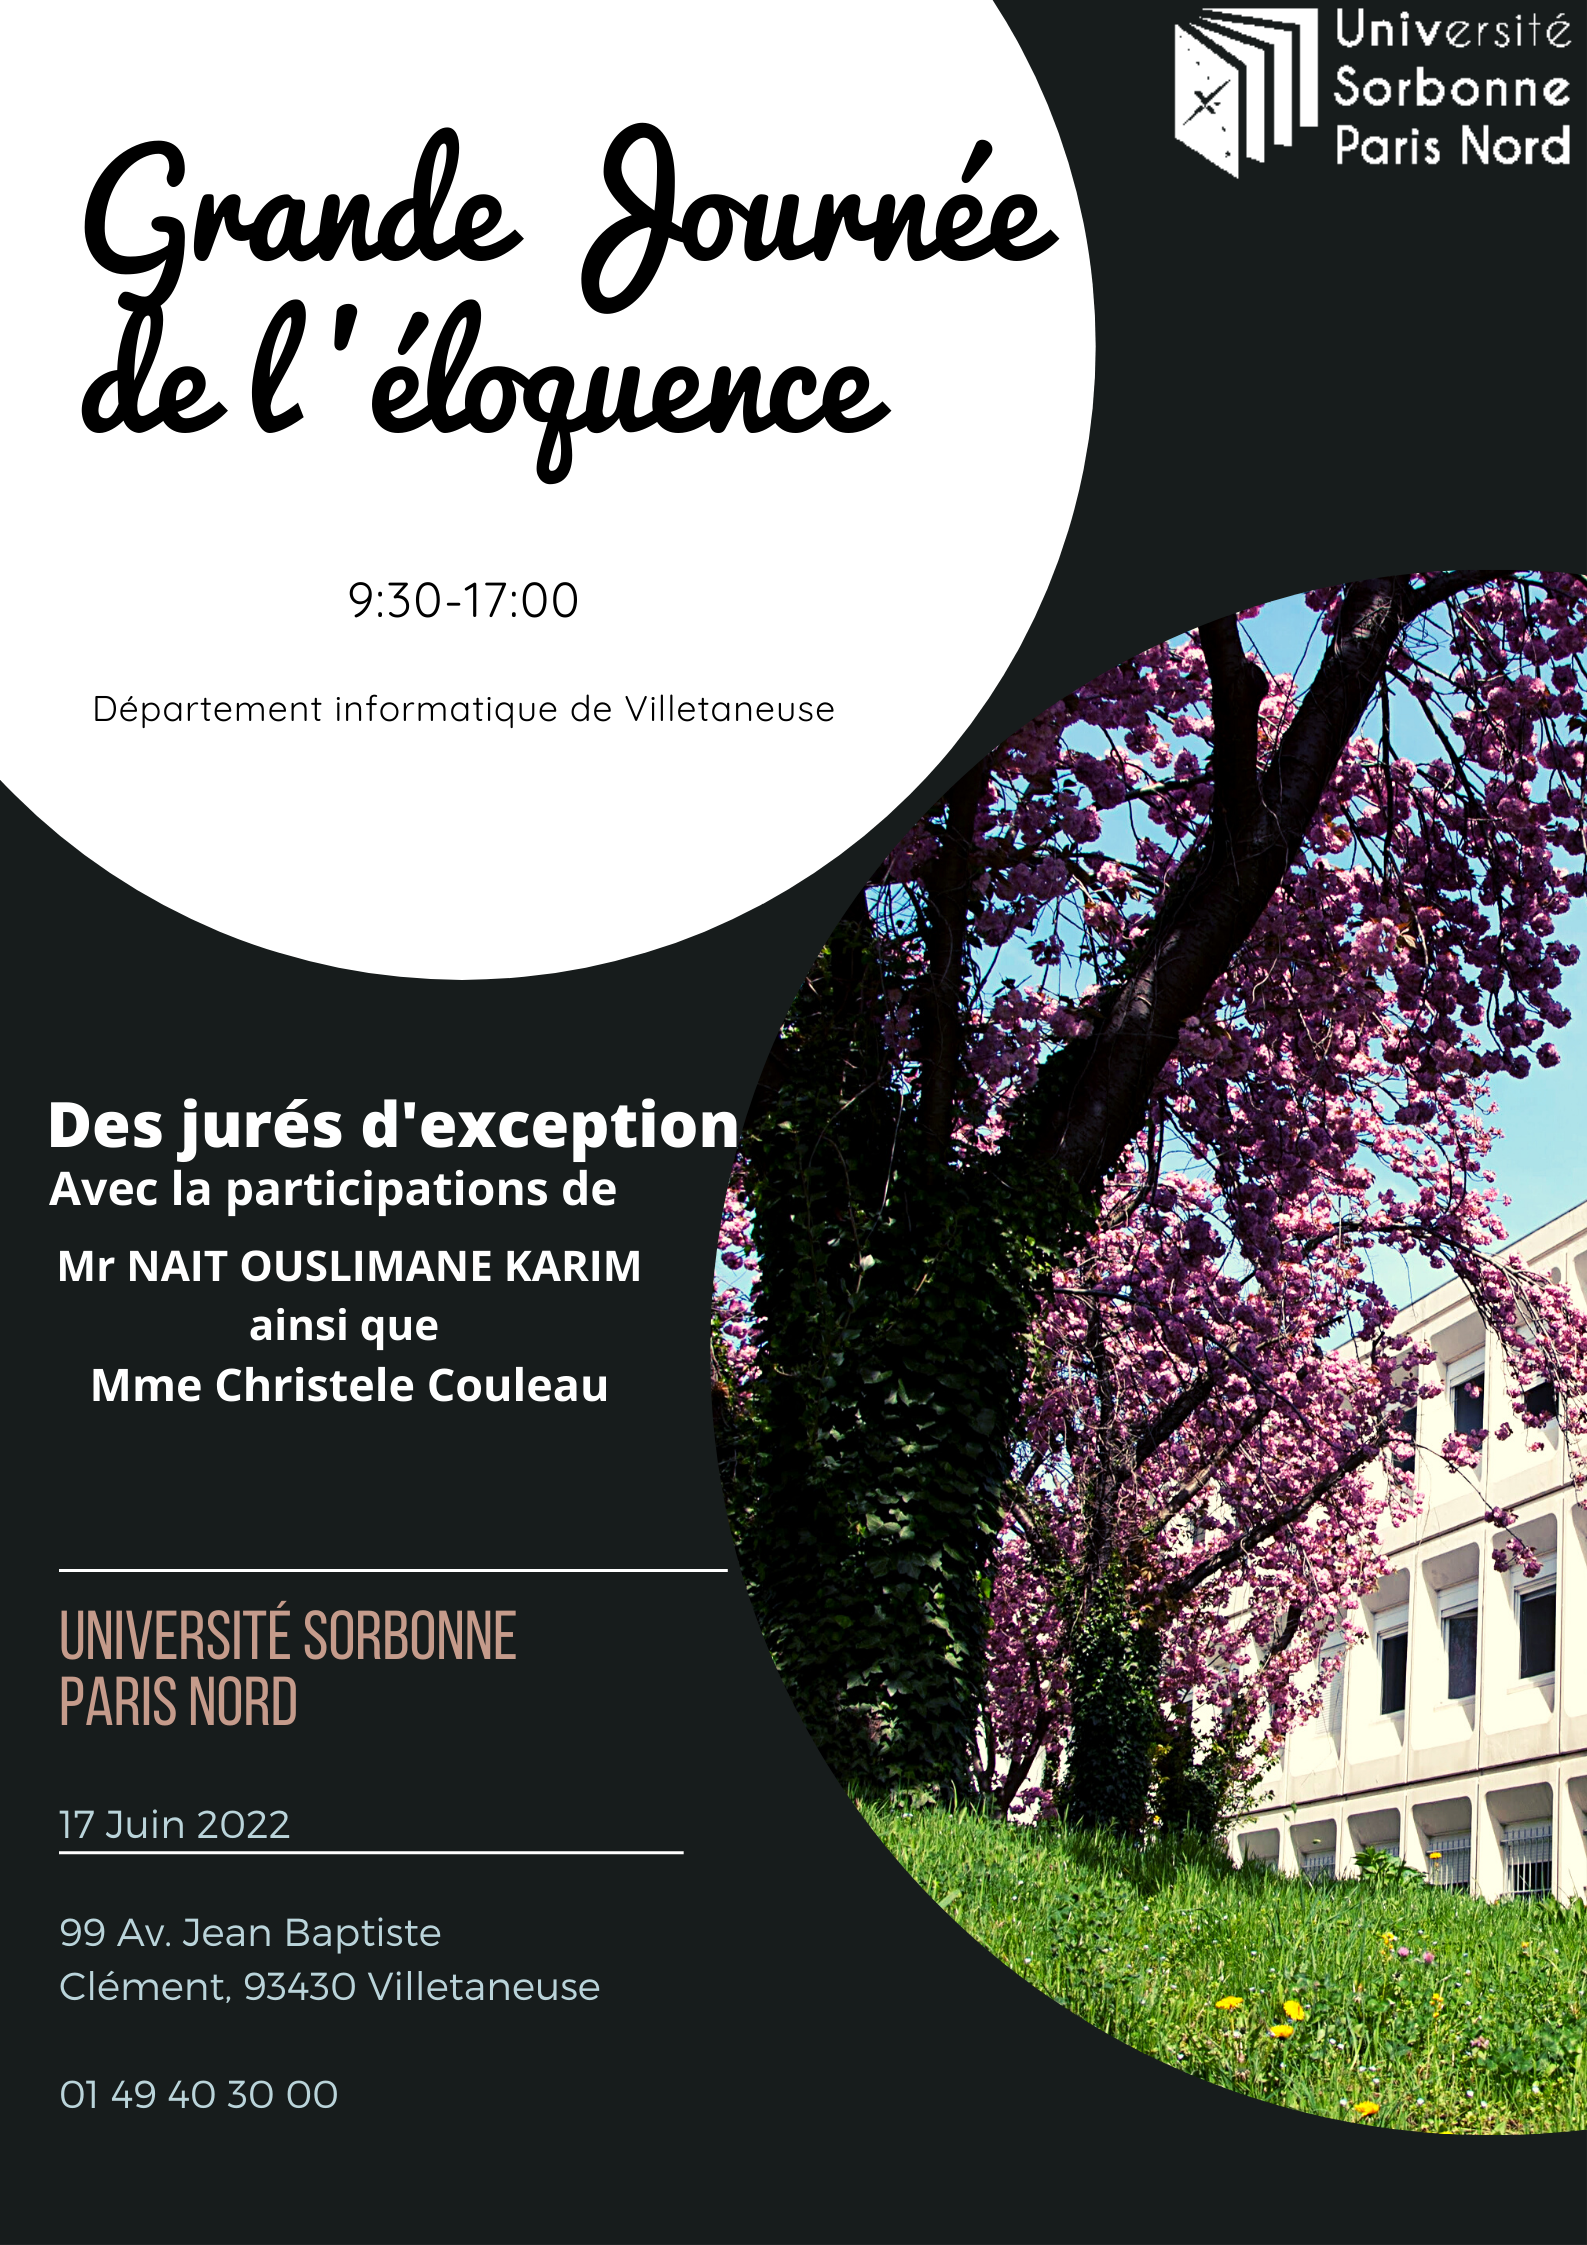 Université
Sorbonne
Paris Nord
Grande Journée
de l'éloquence
9:30-17:00
Département informatique de Villetaneuse
Des jurés d'exception
Avec la participations de
Mr NAIT OUSLIMANE KARIM
ainsi que
Mme Christele Couleau
UNIVERSITÉ SORBONNE
PARIS NORD
17 Juin 2022
99 Av. Jean Baptiste
Clément, 93430 Villetaneuse
01 49 40 30 00